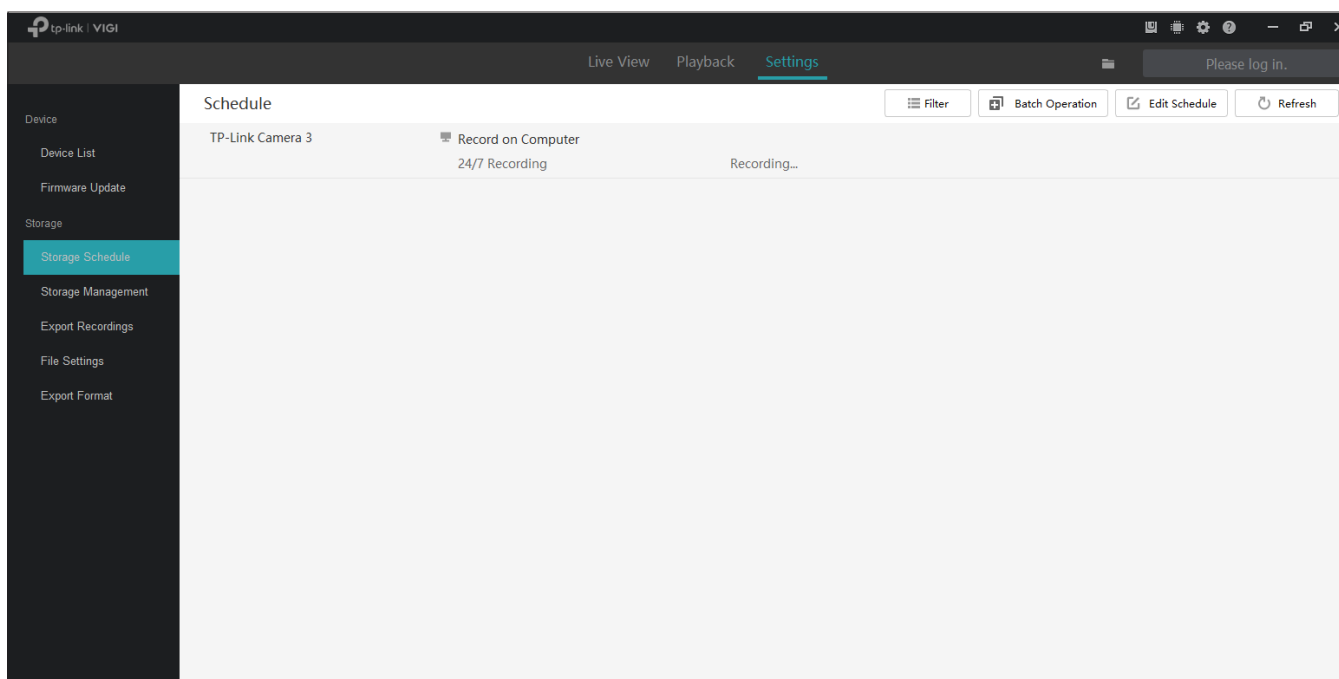 tp-link | VIGI
Live View Playback Settings Please log in.
Device
Device List
Firmware Update
Storage
Storage Schedule
Storage Management
Export Recordings
File Settings
Export Format
Schedule Filter Batch Operation Edit Schedule Refresh
TP-Link Camera 3 Record on Computer
24/7 Recording Recording...